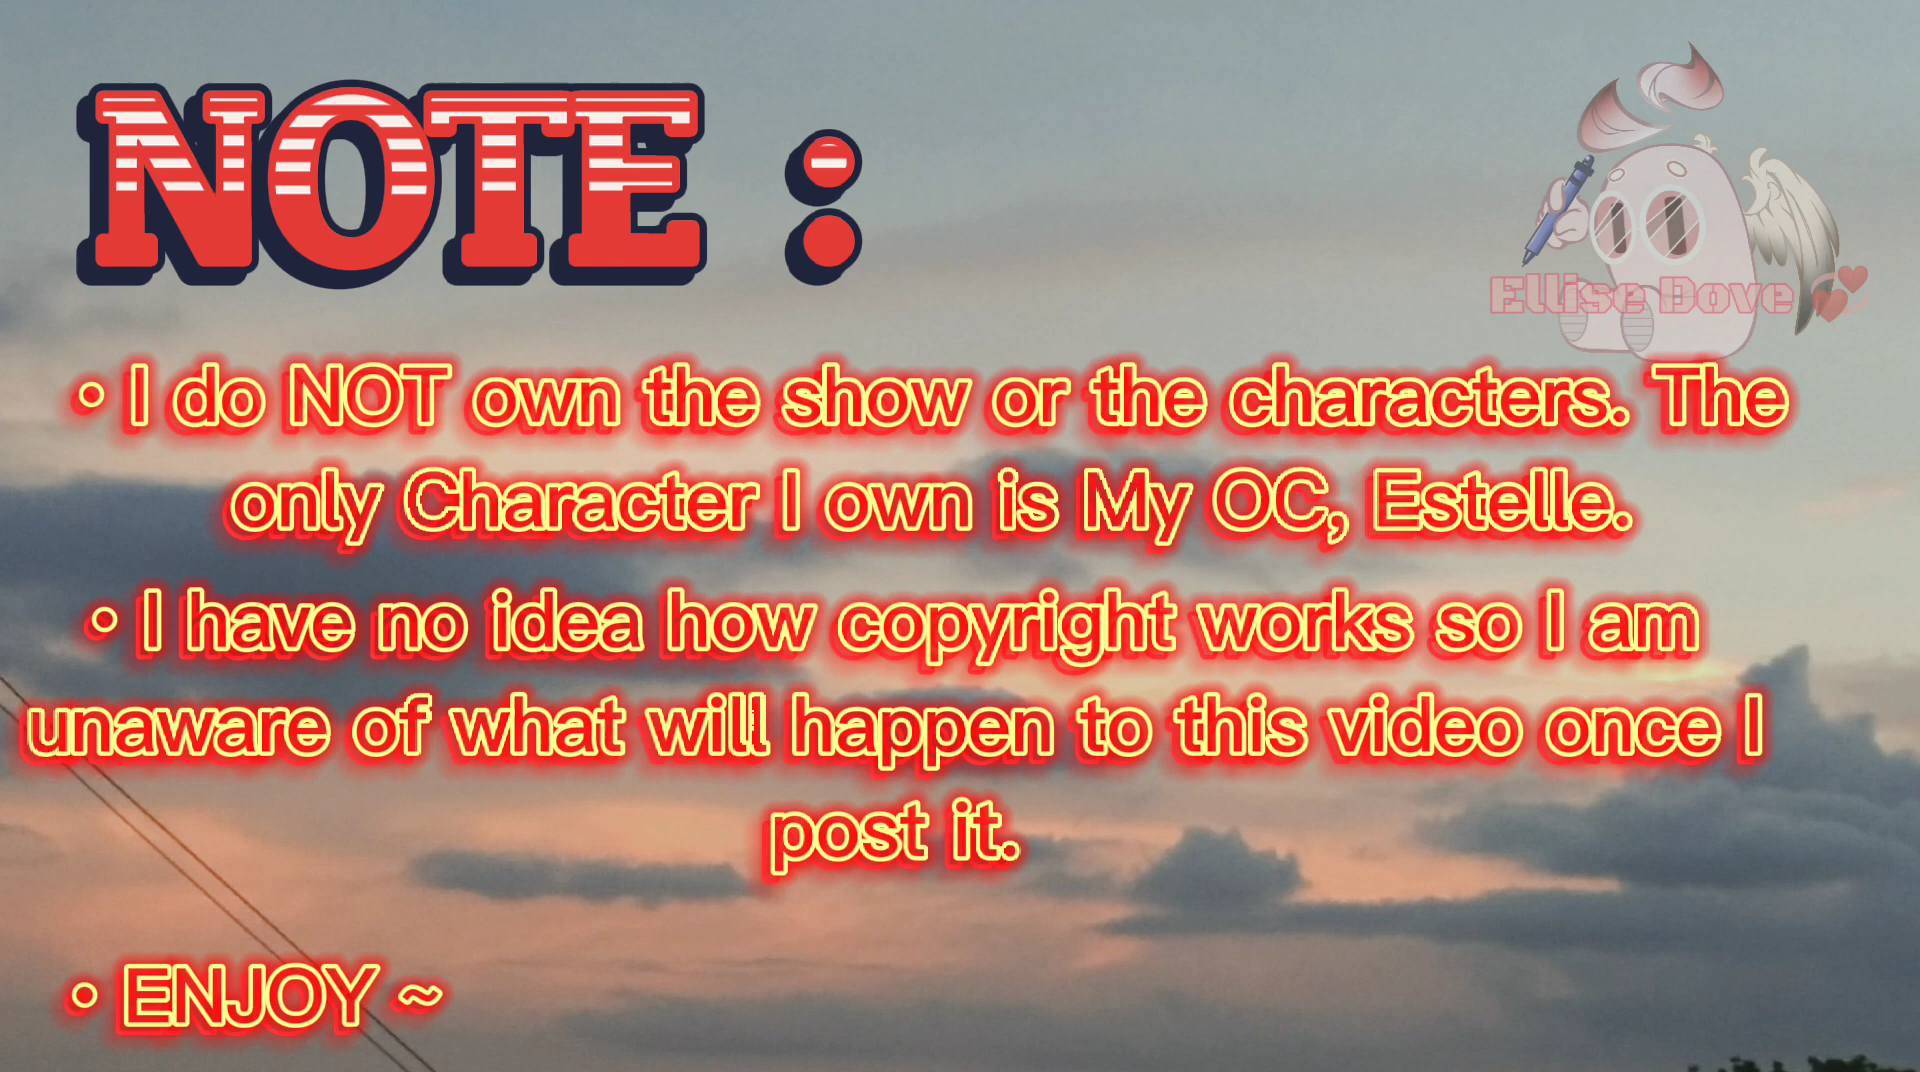 NOTE :
Ellise Dove
• I do NOT own the show or the characters. The
only Character I own is My OC, Estelle.
• I have no idea how copyright works so I am
unaware of what will happen to this video once I
post it.
• ENJOY ~